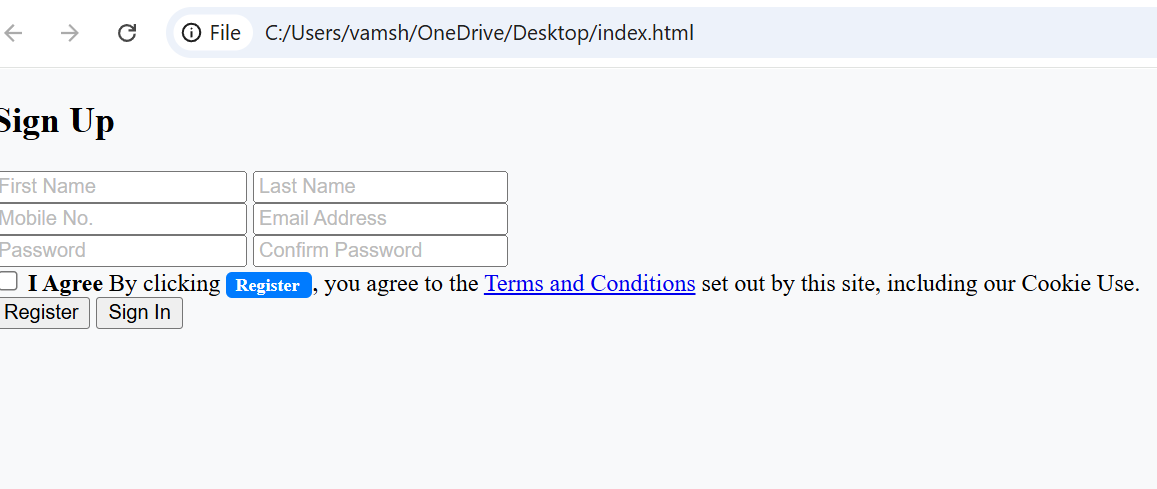 File C:/Users/vamsh/OneDrive/Desktop/index.html
Sign Up
First Name Last Name
Mobile No. Email Address
Password Confirm Password
I Agree By clicking Register, you agree to the Terms and Conditions set out by this site, including our Cookie Use.
Register Sign In